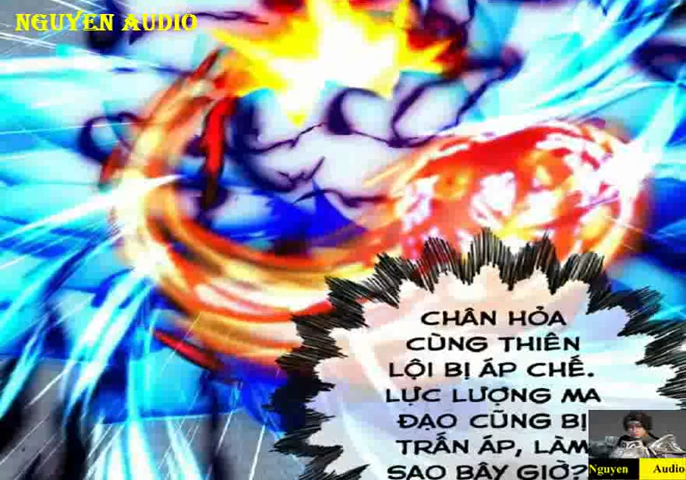 NGUYEN AUDIO
CHÂN HỎA
CÙNG THIÊN
LÔI BỊ ÁP CHẾ.
LỰC LƯỢNG MA
ĐẠO CŨNG BỊ
TRẤN ÁP, LÀM
SAO BÂY GIỜ?
Nguyen Audio